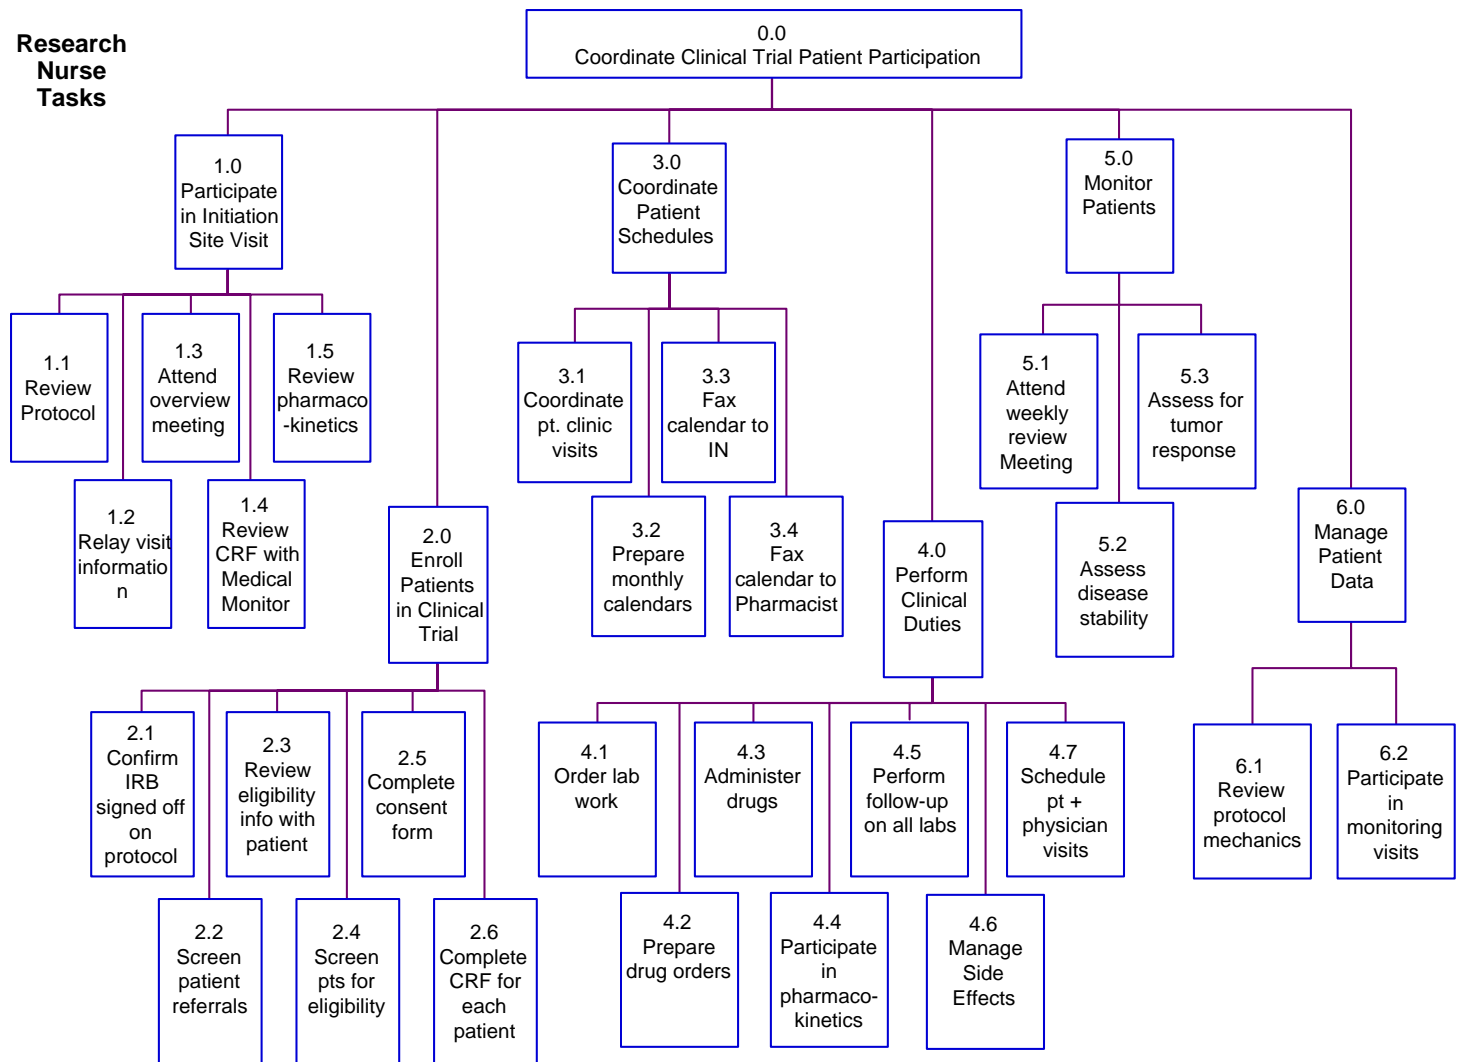 Research
Nurse
Tasks
0.0
Coordinate Clinical Trial Patient Participation
1.0
Participate
in Initiation
Site Visit
3.0
Coordinate
Patient
Schedules
5.0
Monitor
Patients
1.1
Review
Protocol
1.3
Attend
overview
meeting
1.5
Review
pharmaco
-kinetics
1.2
Relay visit
informatio
n
1.4
Review
CRF with
Medical
Monitor
3.1
Coordinate
pt. clinic
visits
3.3
Fax
calendar to
IN
3.2
Prepare
monthly
calendars
3.4
Fax
calendar to
Pharmacist
5.1
Attend
weekly
review
Meeting
5.3
Assess for
tumor
response
5.2
Assess
disease
stability
2.0
Enroll
Patients
in Clinical
Trial
4.0
Perform
Clinical
Duties
6.0
Manage
Patient
Data
2.1
Confirm
IRB
signed off
on
protocol
2.3
Review
eligibility
info with
patient
2.5
Complete
consent
form
2.2
Screen
patient
referrals
2.4
Screen
pts for
eligibility
2.6
Complete
CRF for
each
patient
4.1
Order lab
work
4.3
Administer
drugs
4.5
Perform
follow-up
on all labs
4.7
Schedule
pt +
physician
visits
4.2
Prepare
drug orders
4.4
Participate
in
pharmaco-
kinetics
4.6
Manage
Side
Effects
6.1
Review
protocol
mechanics
6.2
Participate
in
monitoring
visits